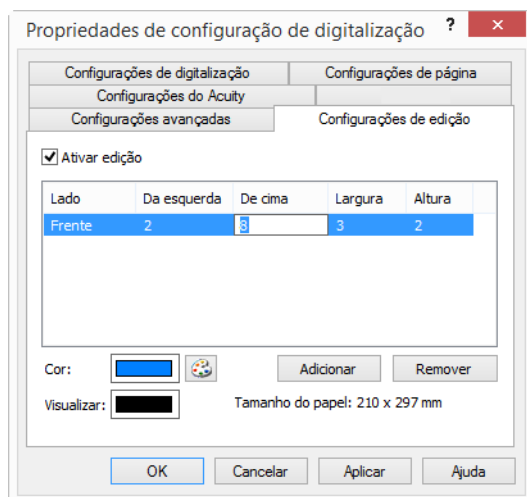 Propriedades de configuração de digitalização ?
Configurações de digitalização Configurações de página
Configurações do Acuity
Configurações avançadas Configurações de edição
Ativar edição
Lado Da esquerda De cima Largura Altura
Frente 2 8 3 2
Cor: Adicionar Remover
Visualizar: Tamanho do papel: 210 x 297 mm
OK Cancelar Aplicar Ajuda